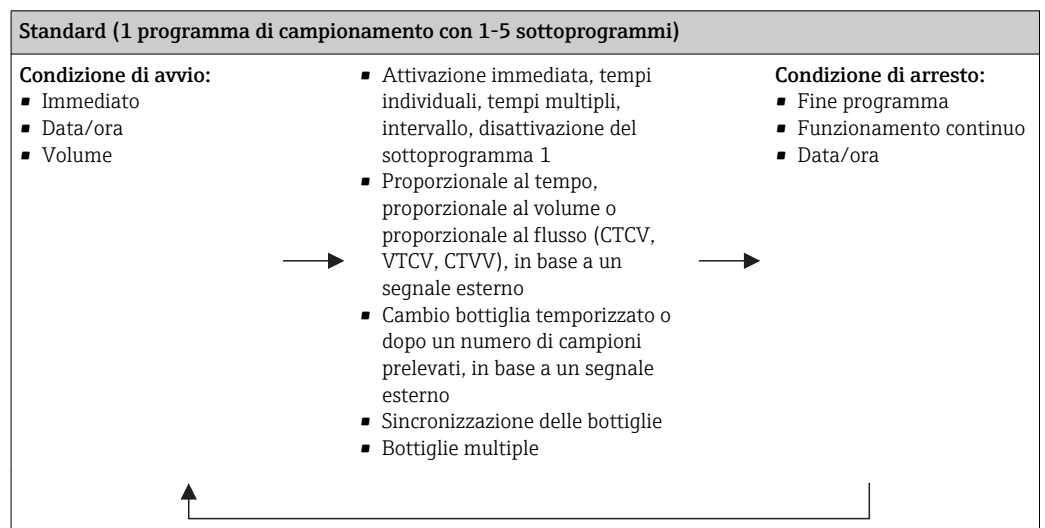 Standard (1 programma di campionamento con 1-5 sottoprogrammi)
Condizione di avvio:
▪ Immediato
▪ Data/ora
▪ Volume
▪ Attivazione immediata, tempi
individuali, tempi multipli,
intervallo, disattivazione del
sottoprogramma 1
▪ Proporzionale al tempo,
proporzionale al volume o
proporzionale al flusso (CTCV,
VTCV, CTVV), in base a un
segnale esterno
▪ Cambio bottiglia temporizzato o
dopo un numero di campioni
prelevati, in base a un segnale
esterno
▪ Sincronizzazione delle bottiglie
▪ Bottiglie multiple
Condizione di arresto:
▪ Fine programma
▪ Funzionamento continuo
▪ Data/ora